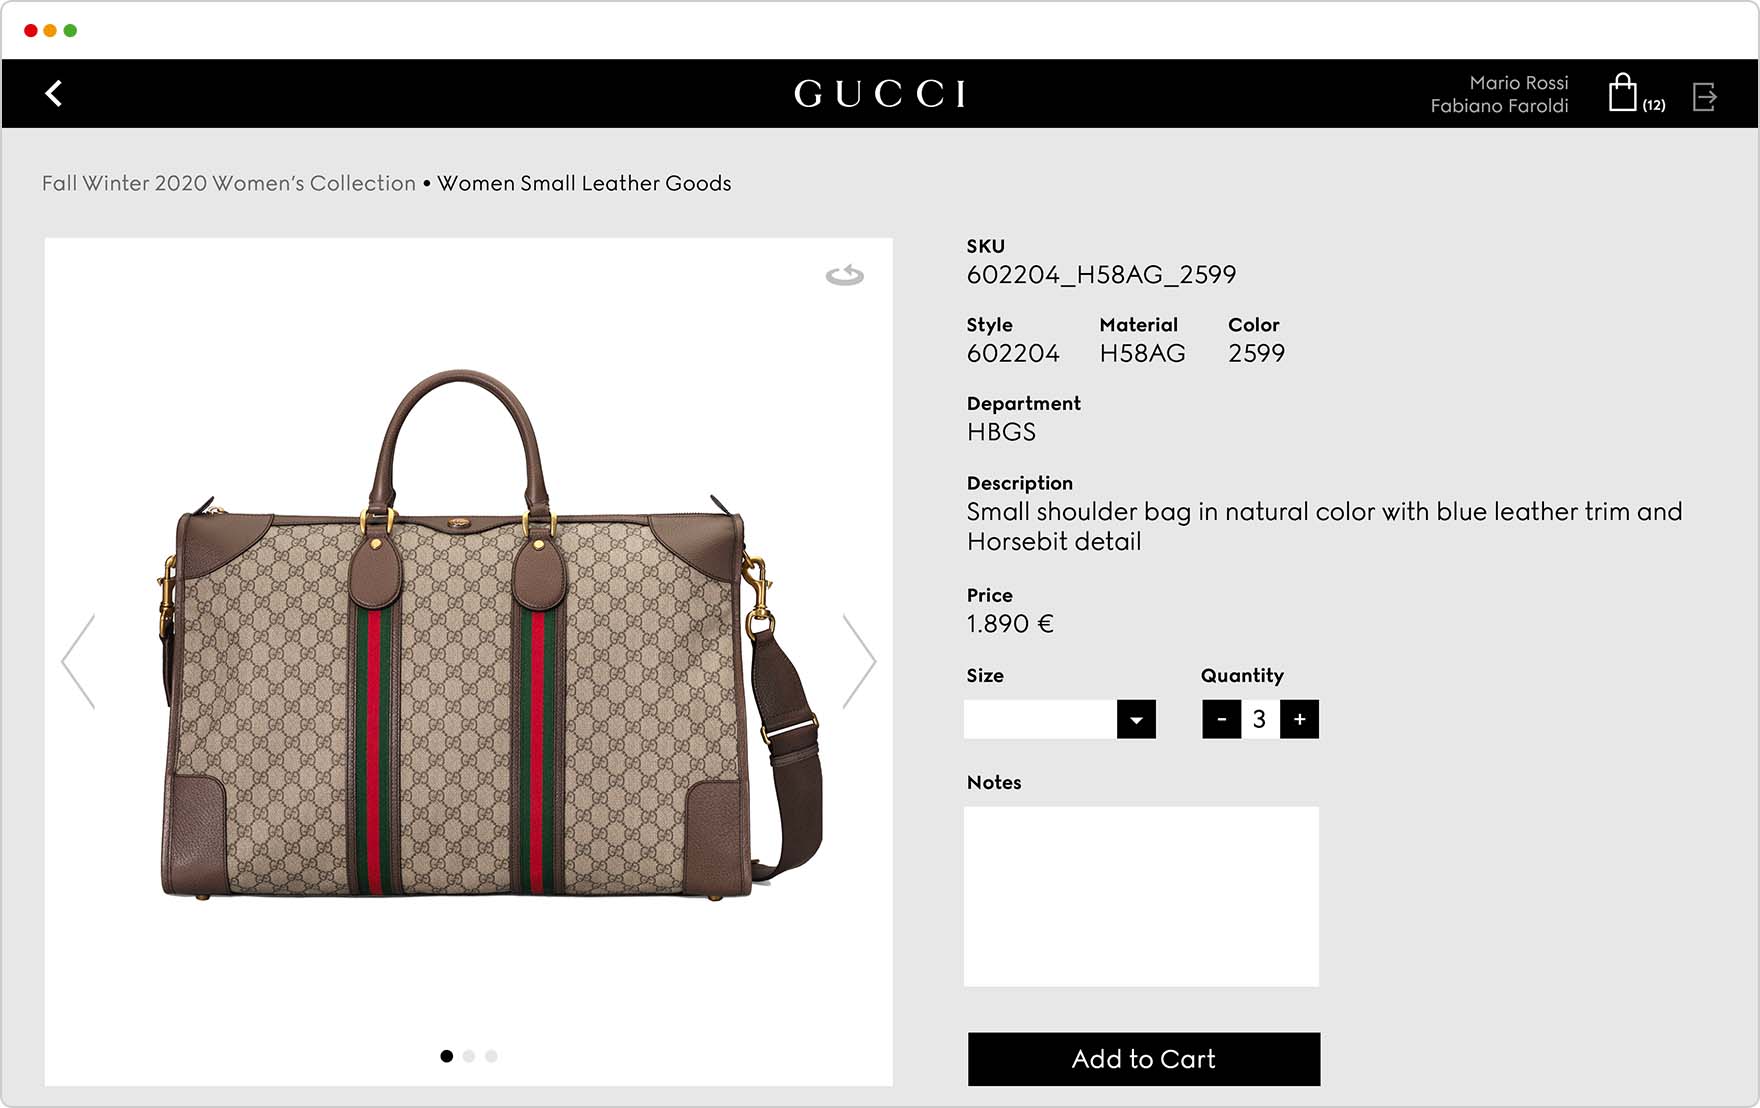 GUCCI
Mario Rossi
Fabiano Faroldi
(12)
Fall Winter 2020 Women's Collection • Women Small Leather Goods
SKU
602204_H58AG_2599
Style Material Color
602204 H58AG 2599
Department
HBGS
Description
Small shoulder bag in natural color with blue leather trim and
Horsebit detail
Price
1.890 €
Size Quantity
- 3 +
Notes
Add to Cart